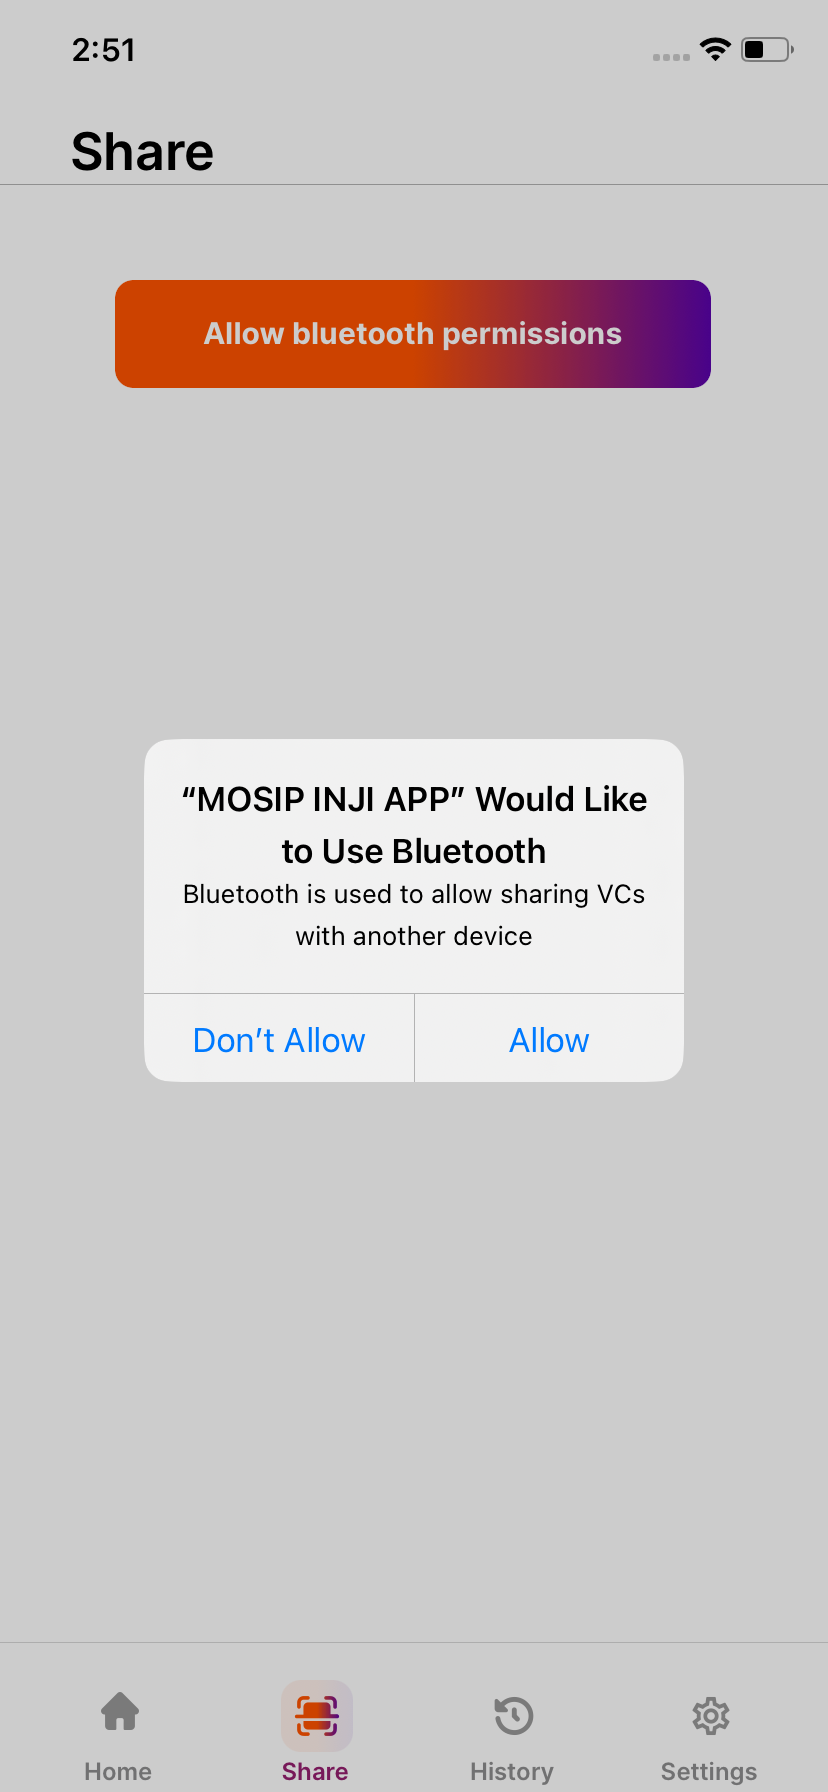 2:51
Share
Allow bluetooth permissions
“MOSIP INJI APP” Would Like
to Use Bluetooth
Bluetooth is used to allow sharing VCs
with another device
Don’t Allow
Allow
Home
Share
History
Settings